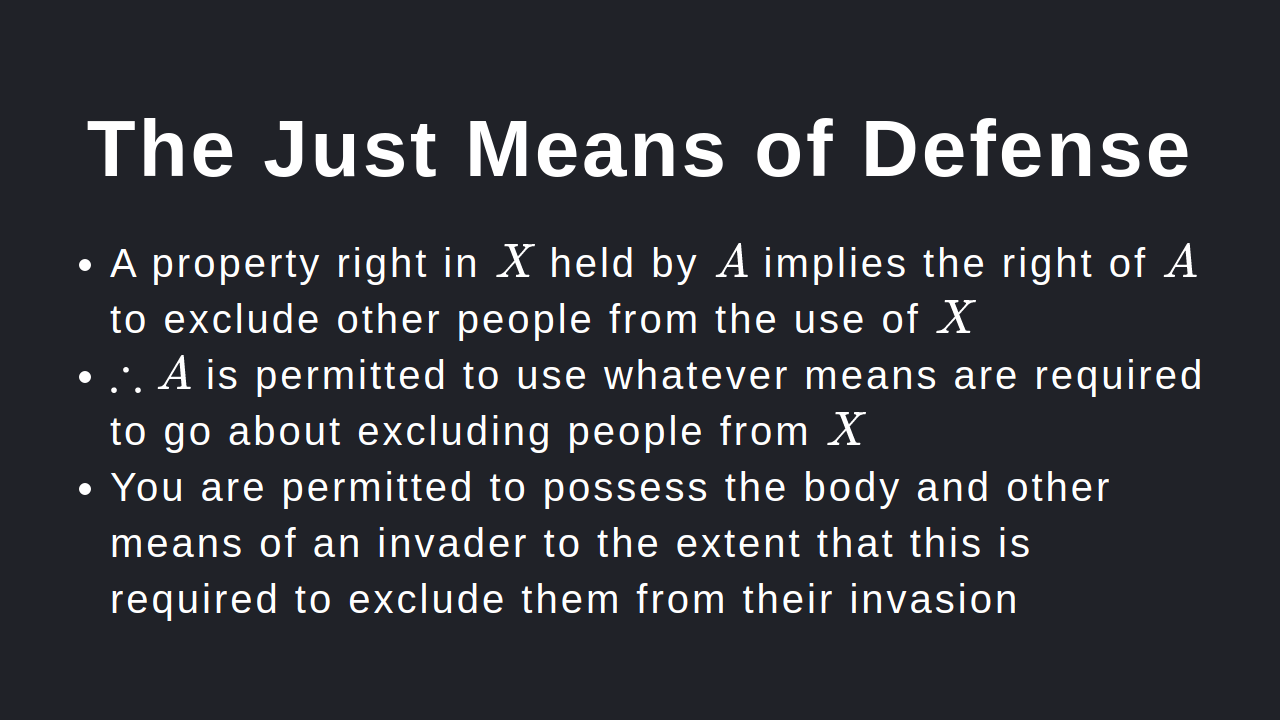 The Just Means of Defense
• A property right in X held by A implies the right of A
to exclude other people from the use of X
• ∴ A is permitted to use whatever means are required
to go about excluding people from X
• You are permitted to possess the body and other
means of an invader to the extent that this is
required to exclude them from their invasion